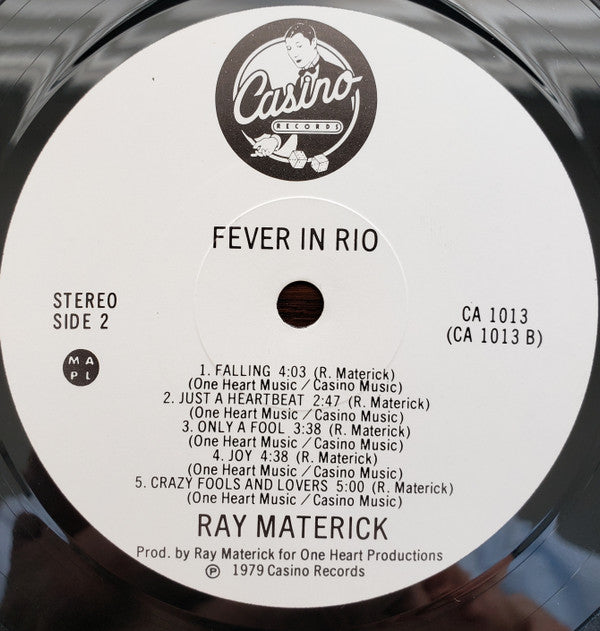 Casino
RECORDS
FEVER IN RIO
STEREO
SIDE 2
CA 1013
(CA 1013 B)
M A
P L
1. FALLING 4:03 (R. Materick)
(One Heart Music / Casino Music)
2. JUST A HEARTBEAT 2:47 (R. Materick)
(One Heart Music / Casino Music)
3. ONLY A FOOL 3:38 (R. Materick)
(One Heart Music / Casino Music)
4. JOY 4:38 (R. Materick)
(One Heart Music / Casino Music)
5. CRAZY FOOLS AND LOVERS 5:00 (R. Materick)
(One Heart Music / Casino Music)
RAY MATERICK
Prod. by Ray Materick for One Heart Productions
℗ 1979 Casino Records